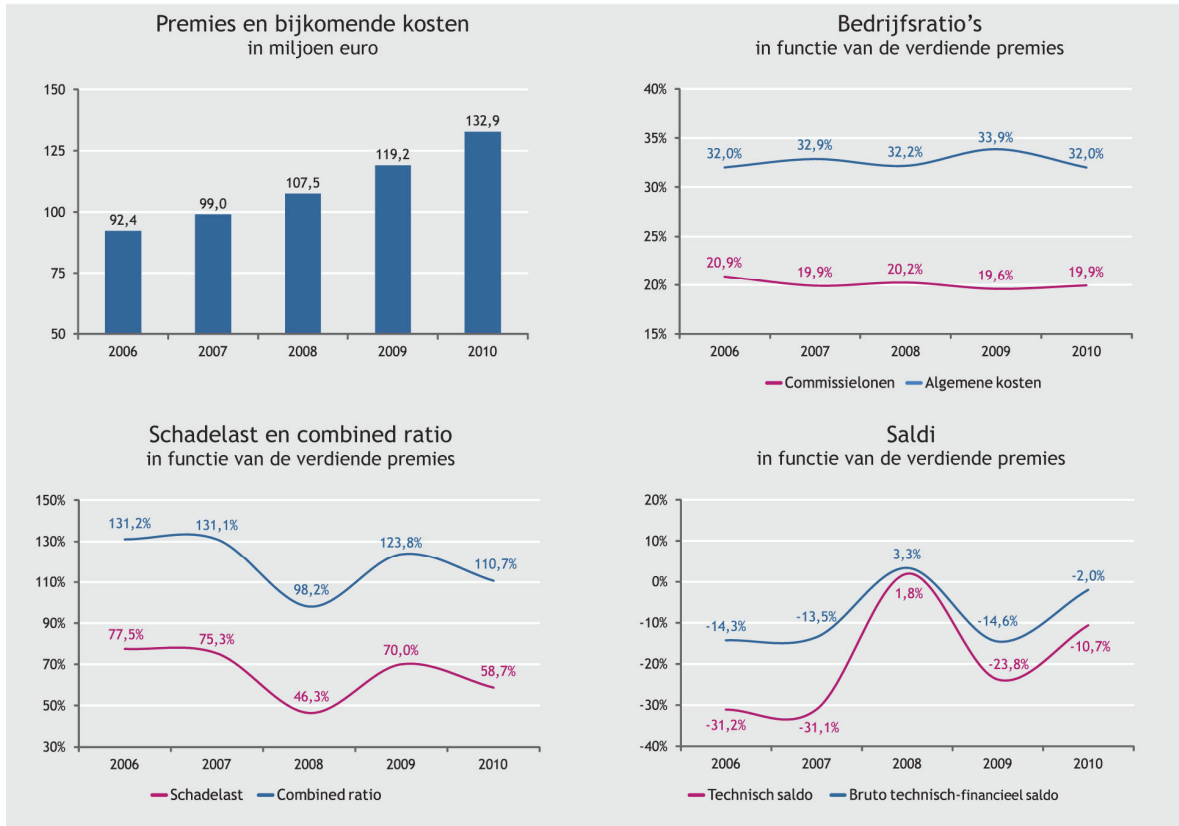 Premies en bijkomende kosten
in miljoen euro
150
125
100
75
50
92,4
99,0
107,5
119,2
132,9
2006 2007 2008 2009 2010
Bedrijfsratio's
in functie van de verdiende premies
40%
35%
30%
25%
20%
15%
32,0% 32,9% 32,2% 33,9% 32,0%
20,9% 19,9% 20,2% 19,6% 19,9%
2006 2007 2008 2009 2010
Commissielonen Algemene kosten
Schadelast en combined ratio
in functie van de verdiende premies
150%
130%
110%
90%
70%
50%
30%
131,2% 131,1% 98,2% 123,8% 110,7%
77,5% 75,3% 46,3% 70,0% 58,7%
2006 2007 2008 2009 2010
Schadelast Combined ratio
Saldi
in functie van de verdiende premies
20%
10%
0%
-10%
-20%
-30%
-40%
-14,3% -13,5% 3,3% -14,6% -2,0%
-31,2% -31,1% 1,8% -23,8% -10,7%
2006 2007 2008 2009 2010
Technisch saldo Bruto technisch-financieel saldo